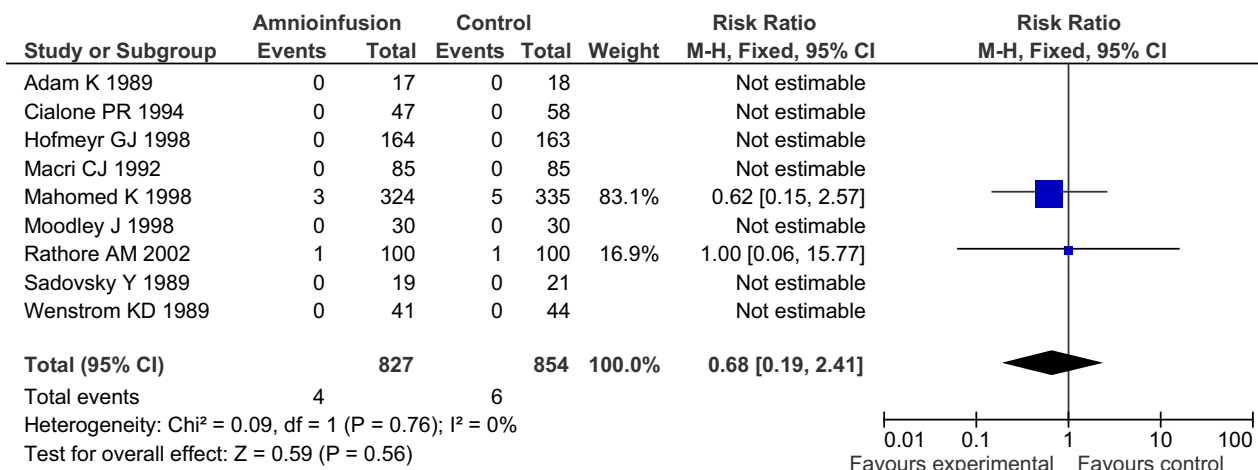 Amnioinfusion Control Risk Ratio Risk Ratio
Study or Subgroup Events Total Events Total Weight M-H, Fixed, 95% CI M-H, Fixed, 95% CI
Adam K 1989 0 17 0 18 Not estimable
Cialone PR 1994 0 47 0 58 Not estimable
Hofmeyr GJ 1998 0 164 0 163 Not estimable
Macri CJ 1992 0 85 0 85 Not estimable
Mahomed K 1998 3 324 5 335 83.1% 0.62 [0.15, 2.57]
Moodley J 1998 0 30 0 30 Not estimable
Rathore AM 2002 1 100 1 100 16.9% 1.00 [0.06, 15.77]
Sadovsky Y 1989 0 19 0 21 Not estimable
Wenstrom KD 1989 0 41 0 44 Not estimable
Total (95% CI) 827 854 100.0% 0.68 [0.19, 2.41]
Total events 4 6
Heterogeneity: Chi² = 0.09, df = 1 (P = 0.76); I² = 0%
Test for overall effect: Z = 0.59 (P = 0.56)
0.01 0.1 1 10 100
Favours experimental Favours control